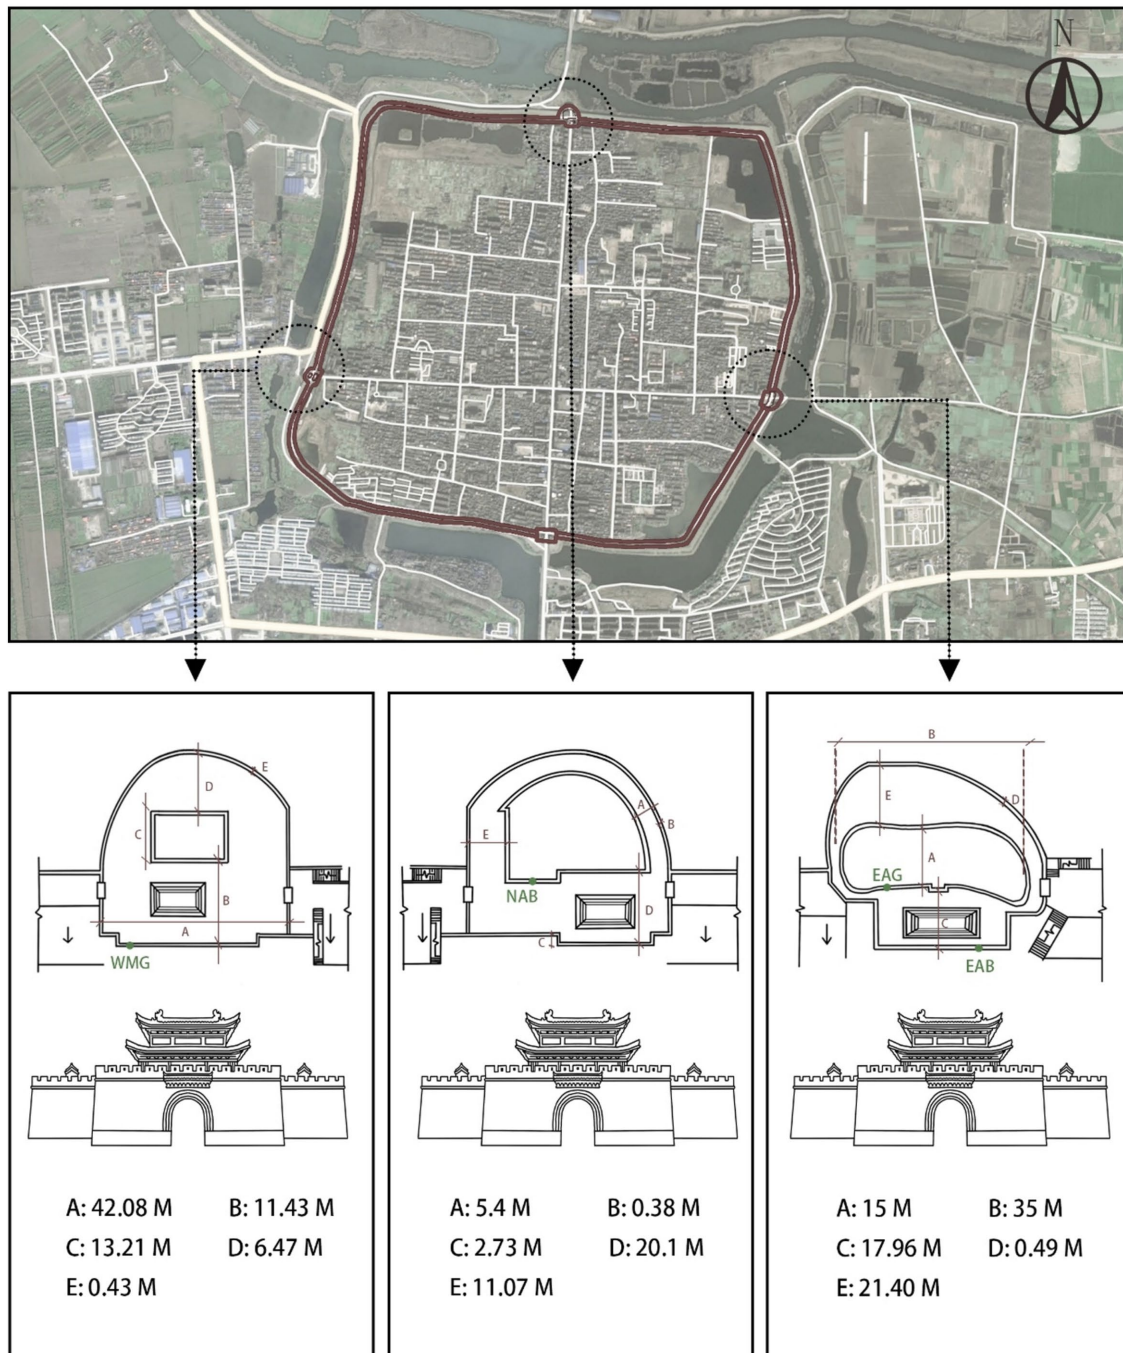 N
D
E
C
B
A
WMG
A
B
E
NAB
D
C
B
E
D
A
EAG
C
EAB
A: 42.08 M B: 11.43 M
C: 13.21 M D: 6.47 M
E: 0.43 M
A: 5.4 M B: 0.38 M
C: 2.73 M D: 20.1 M
E: 11.07 M
A: 15 M B: 35 M
C: 17.96 M D: 0.49 M
E: 21.40 M